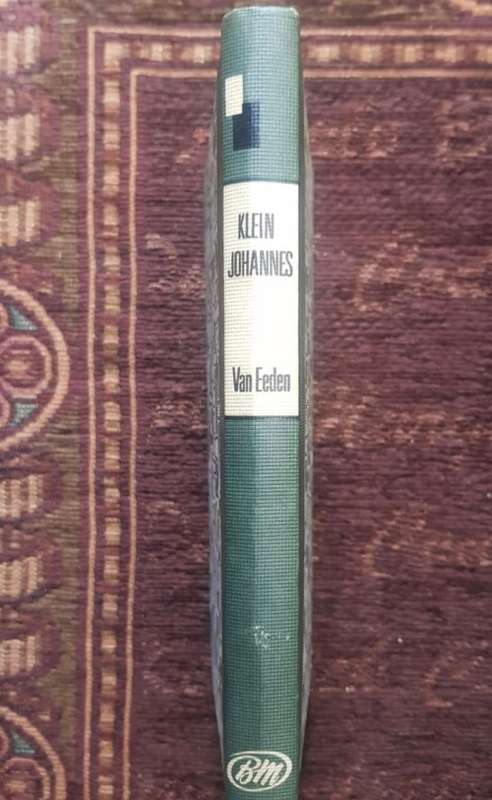 KLEIN
JOHANNES
Van Eeden
BM